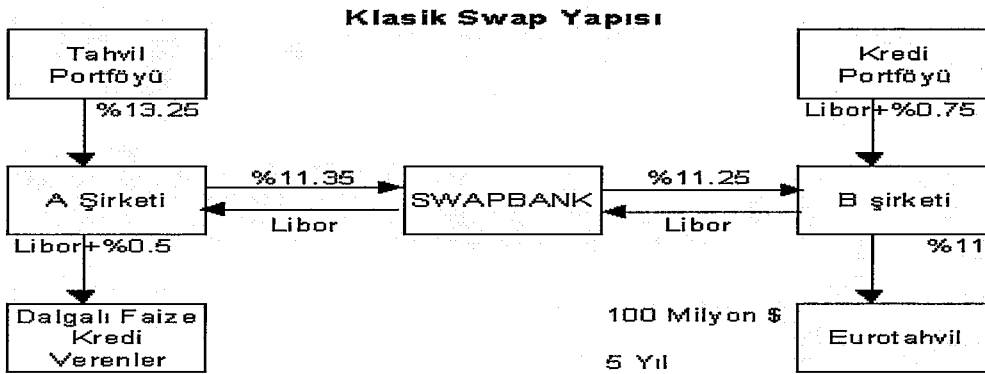 Klasik Swap Yapısı
Tahvil
Portföyü
Kredi
Portföyü
%13.25
Libor+%0.75
A Şirketi
%11.35
Libor
SWAPBANK
%11.25
Libor
B şirketi
Libor+%0.5
%11
Dalgalı Faize
Kredi
Verenler
100 Milyon $
5 Yıl
Eurotahvil